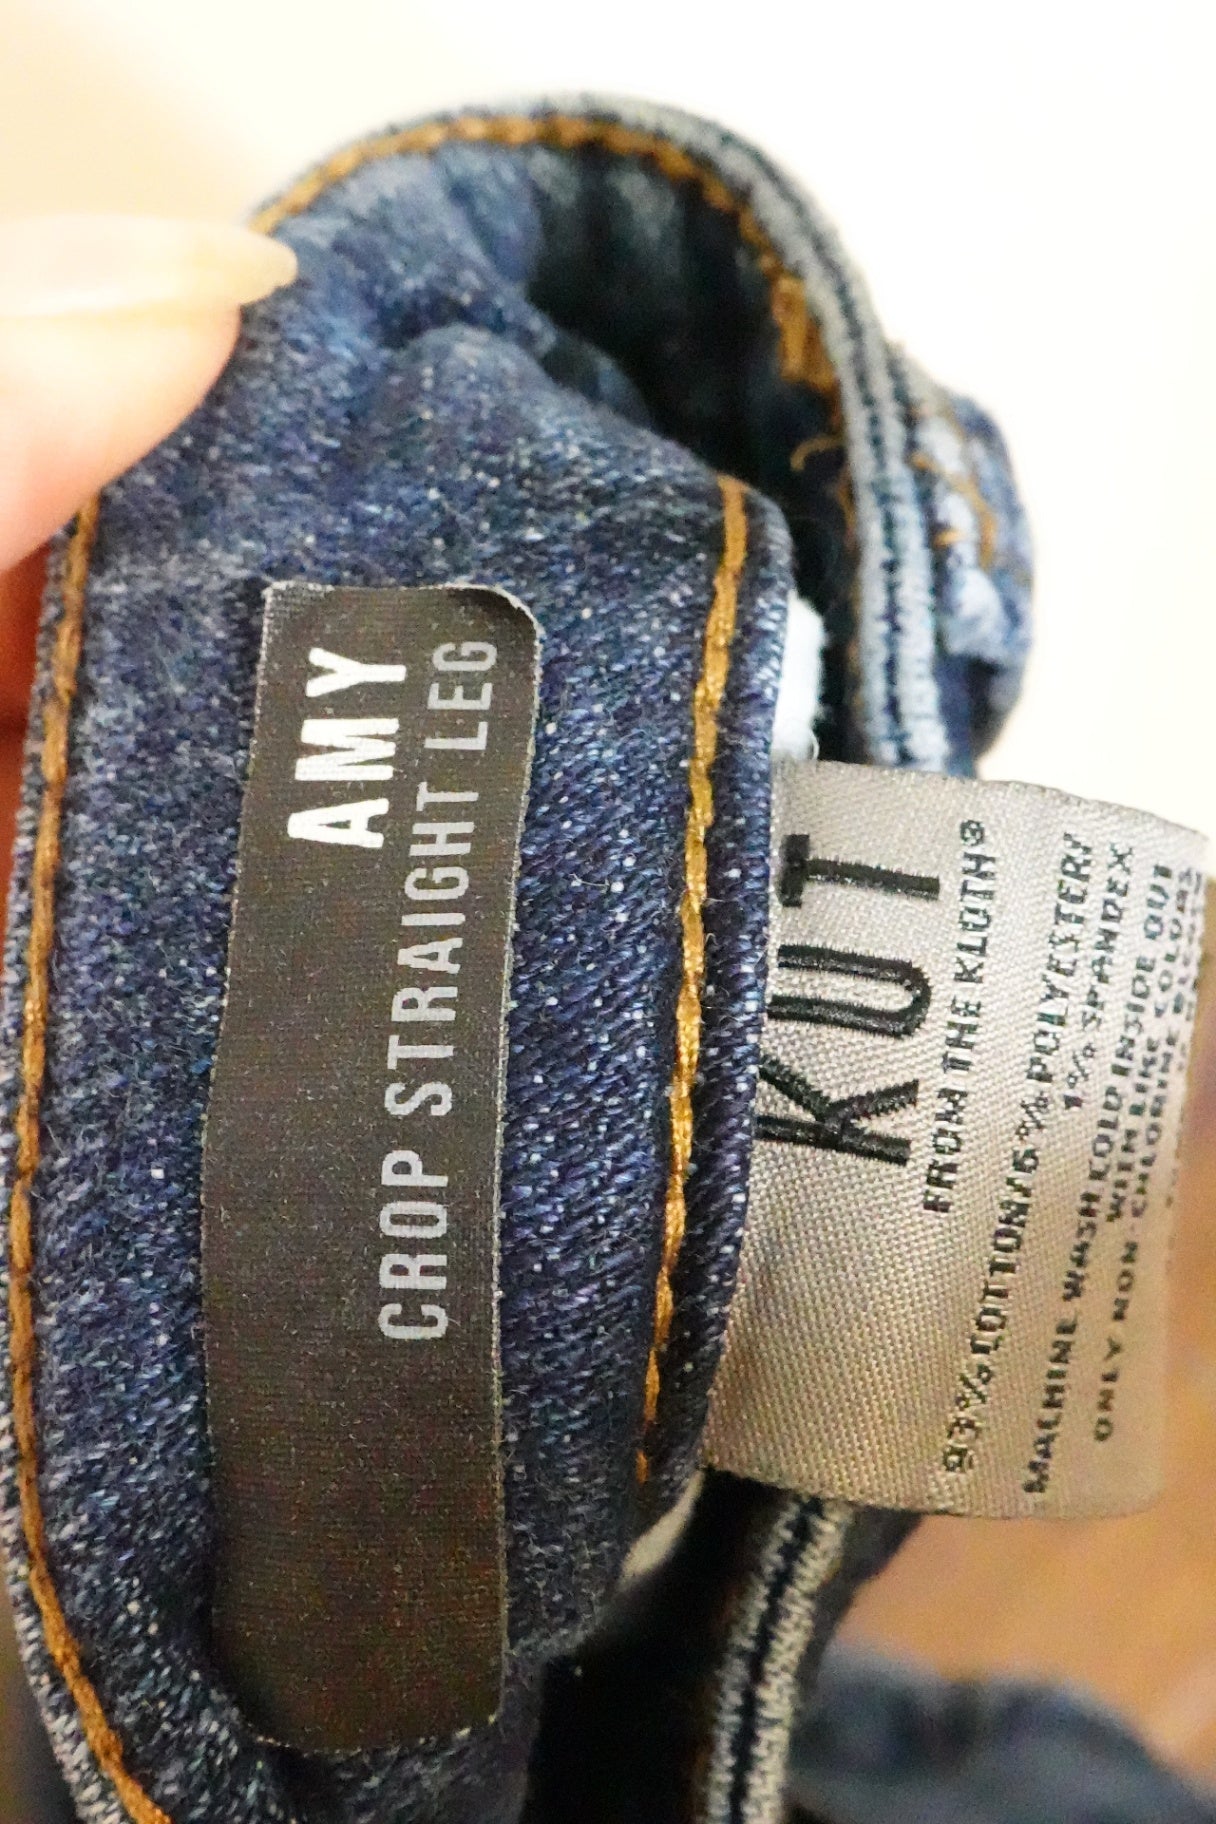 AMY
CROP STRAIGHT LEG
KUT
FROM THE KLOTH®
93%COTTON/6%POLYESTER/
1% SPANDEX
MACHINE WASH COLD INSIDE OUT
WITH LIKE COLORS
ONLY NON-CHLORINE